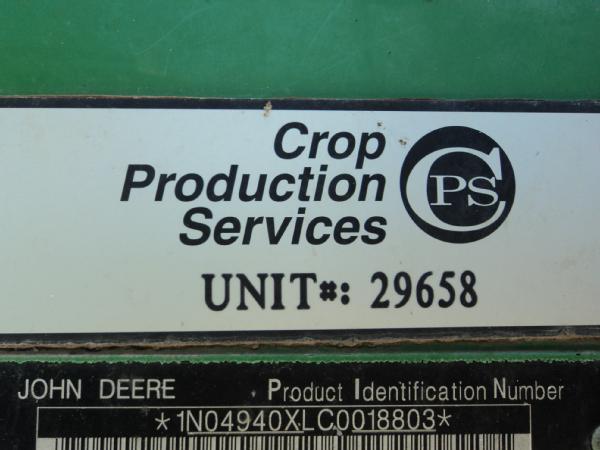 Crop
Production
Services
CPS
UNIT#: 29658
JOHN DEERE Product Identification Number
*1N04940XLC0018803*